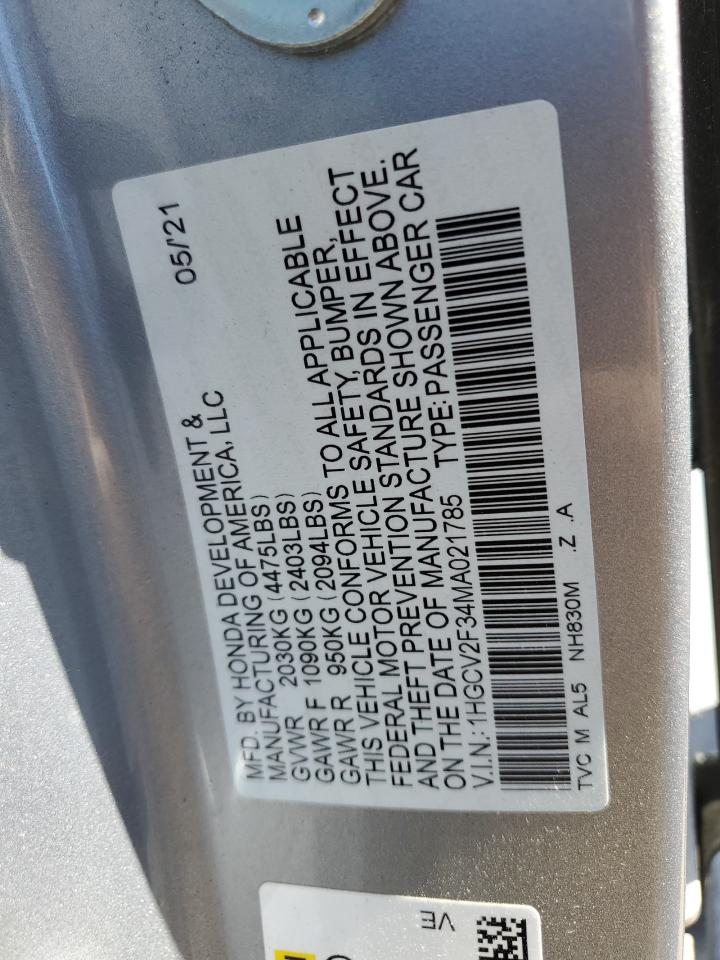 MFD. BY HONDA DEVELOPMENT & 05/'21
MANUFACTURING OF AMERICA, LLC
GVWR 2030KG (4475LBS)
GAWR F 1090KG (2403LBS)
GAWR R 950KG (2094LBS)
THIS VEHICLE CONFORMS TO ALL APPLICABLE
FEDERAL MOTOR VEHICLE SAFETY, BUMPER,
AND THEFT PREVENTION STANDARDS IN EFFECT
ON THE DATE OF MANUFACTURE SHOWN ABOVE.
V.I.N.: 1HGCV2F34MA021785 TYPE: PASSENGER CAR
TVC M AL5 NH830M .Z .A
VE